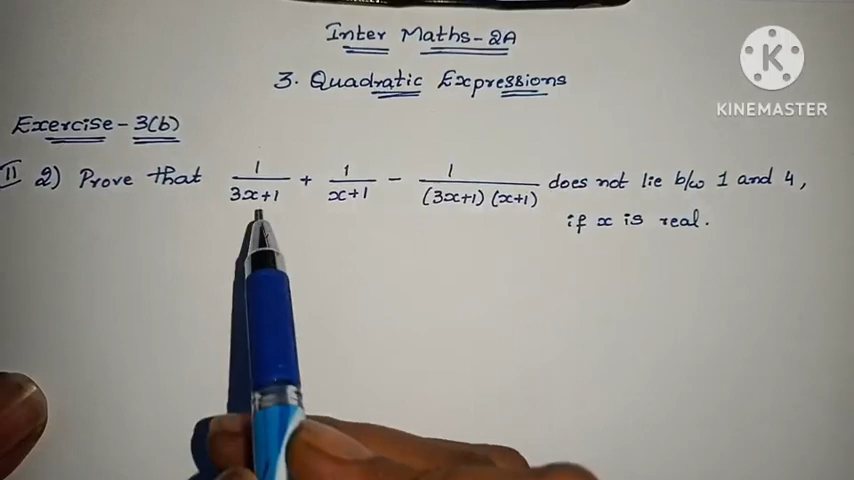 Inter Maths-2A
3. Quadratic Expressions
K
KINEMASTER
Exercise-3(b)
II 2) Prove that 1/(3x+1) + 1/(x+1) - 1/((3x+1)(x+1)) does not lie b/w 1 and 4,
if x is real.